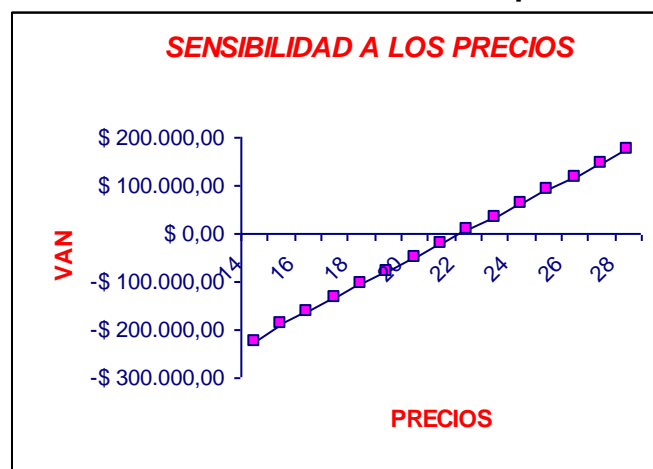 SENSIBILIDAD A LOS PRECIOS
$ 200.000,00
$ 100.000,00
$ 0,00
-$ 100.000,00
-$ 200.000,00
-$ 300.000,00
VAN
14 16 18 20 22 24 26 28
PRECIOS